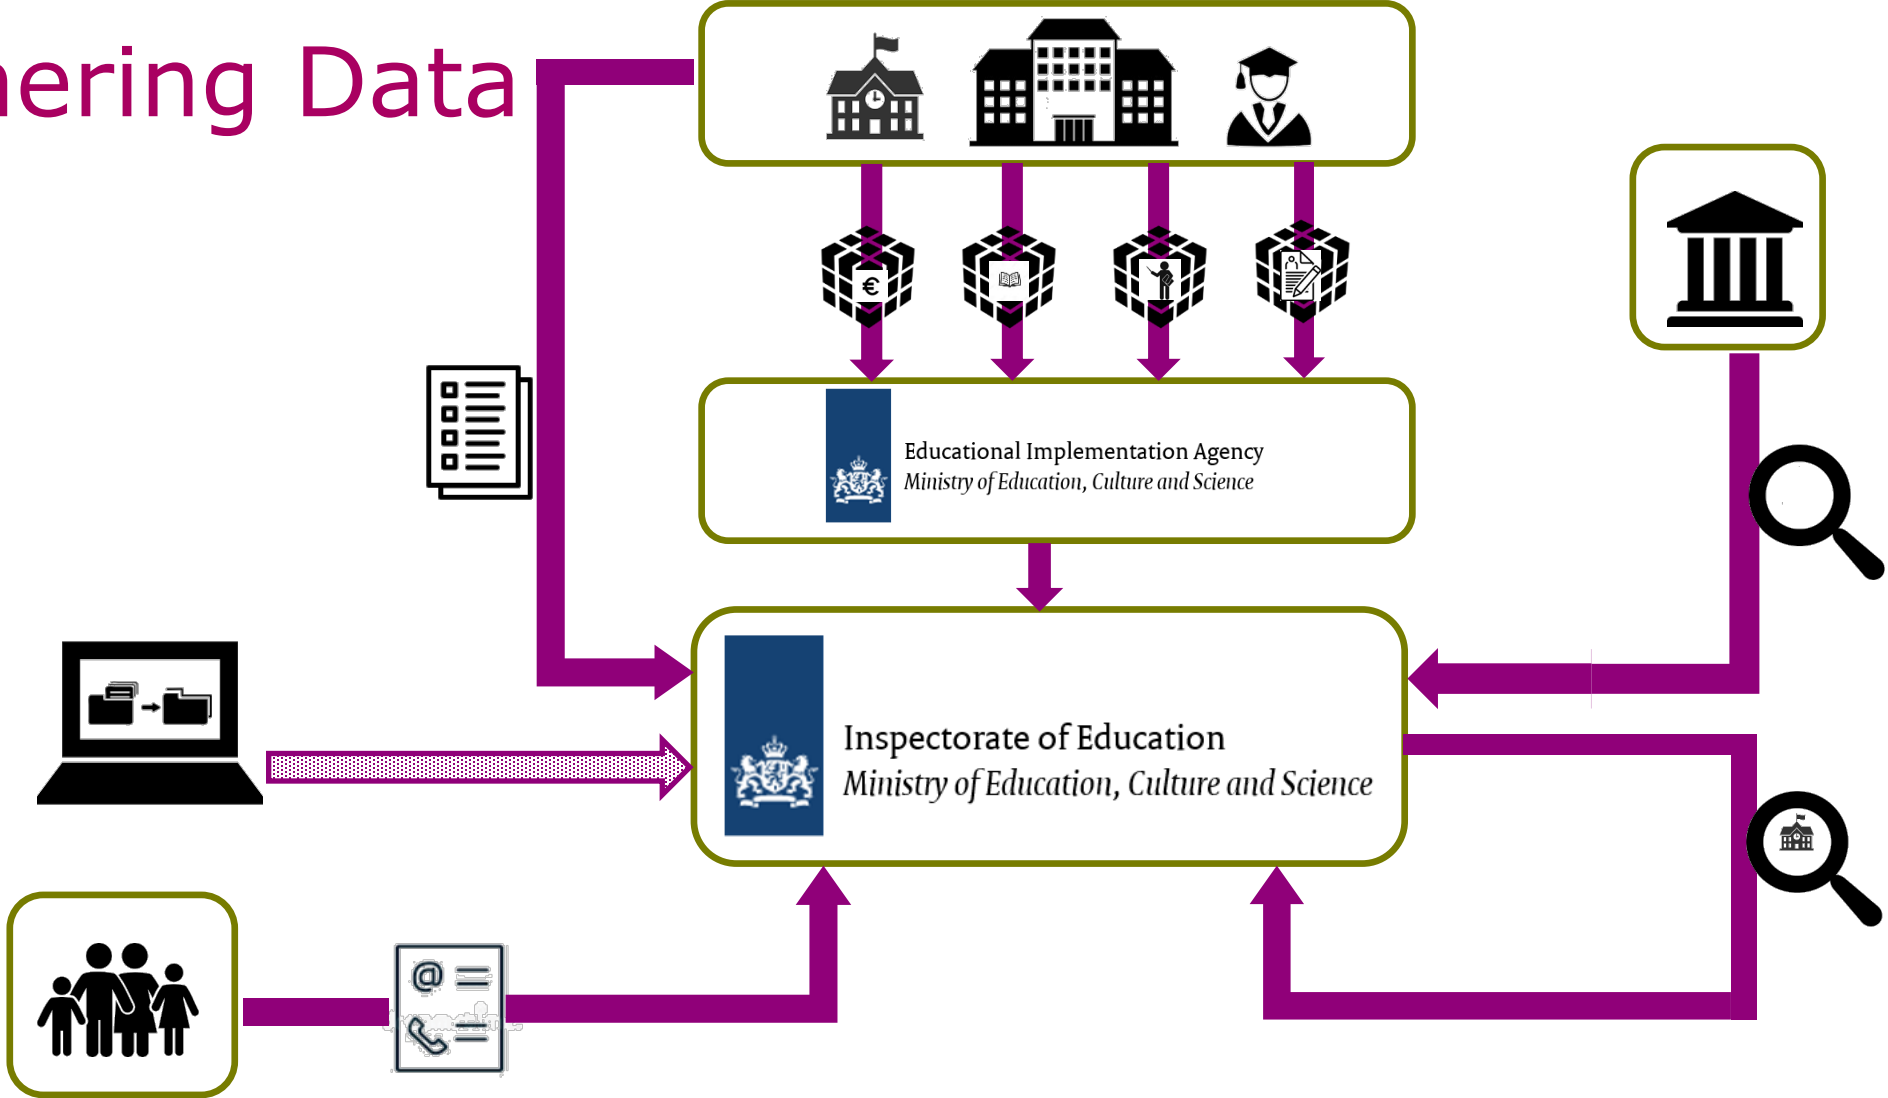 hering Data
€
Educational Implementation Agency
Ministry of Education, Culture and Science
Inspectorate of Education
Ministry of Education, Culture and Science
@